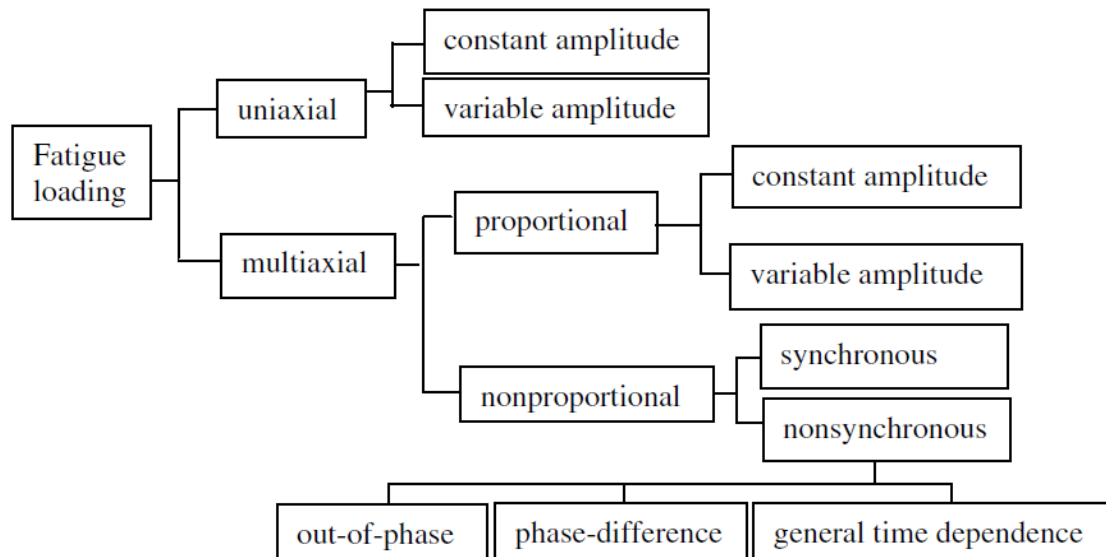 constant amplitude
uniaxial
variable amplitude
Fatigue
loading
constant amplitude
proportional
multiaxial
variable amplitude
synchronous
nonproportional
nonsynchronous
out-of-phase
phase-difference
general time dependence